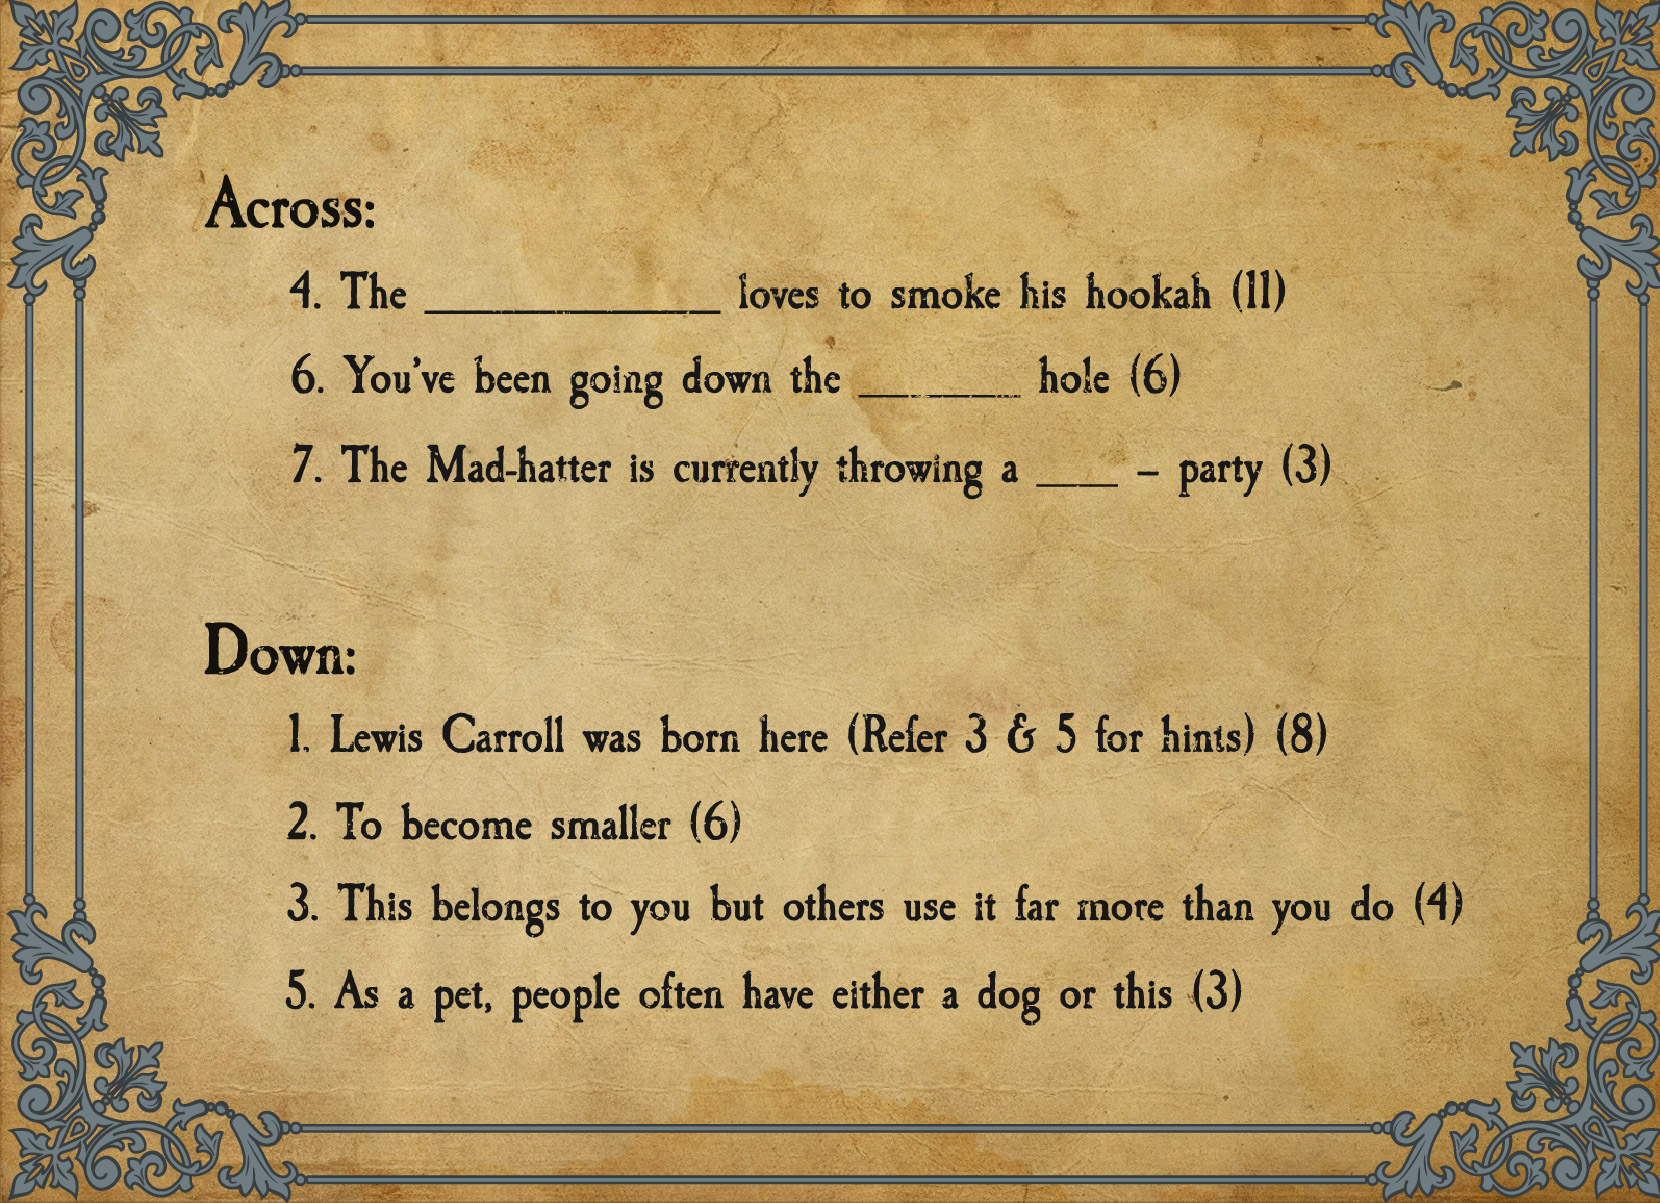 Across:
4. The ______________ loves to smoke his hookah (11)
6. You've been going down the ________ hole (6)
7. The Mad-hatter is currently throwing a ____ – party (3)
Down:
1. Lewis Carroll was born here (Refer 3 & 5 for hints) (8)
2. To become smaller (6)
3. This belongs to you but others use it far more than you do (4)
5. As a pet, people often have either a dog or this (3)